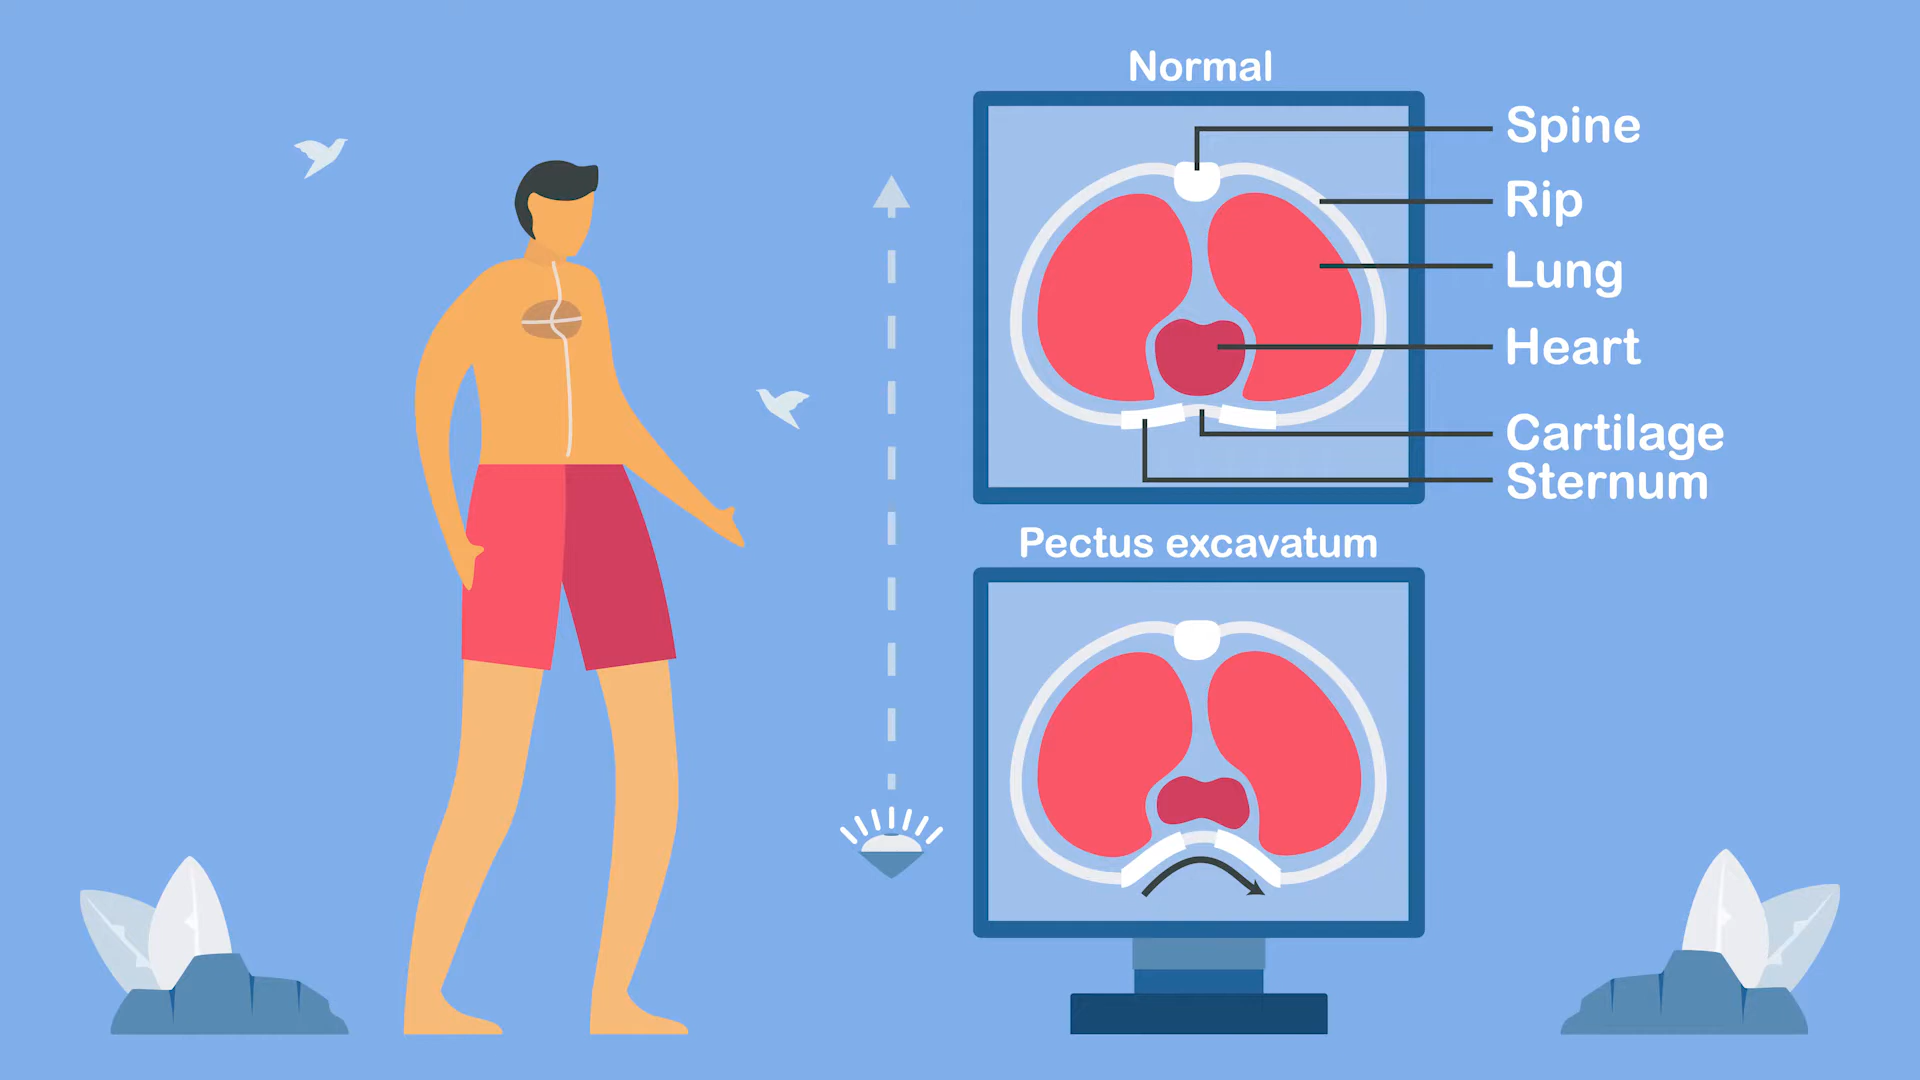 Normal
Spine
Rip
Lung
Heart
Cartilage
Sternum
Pectus excavatum